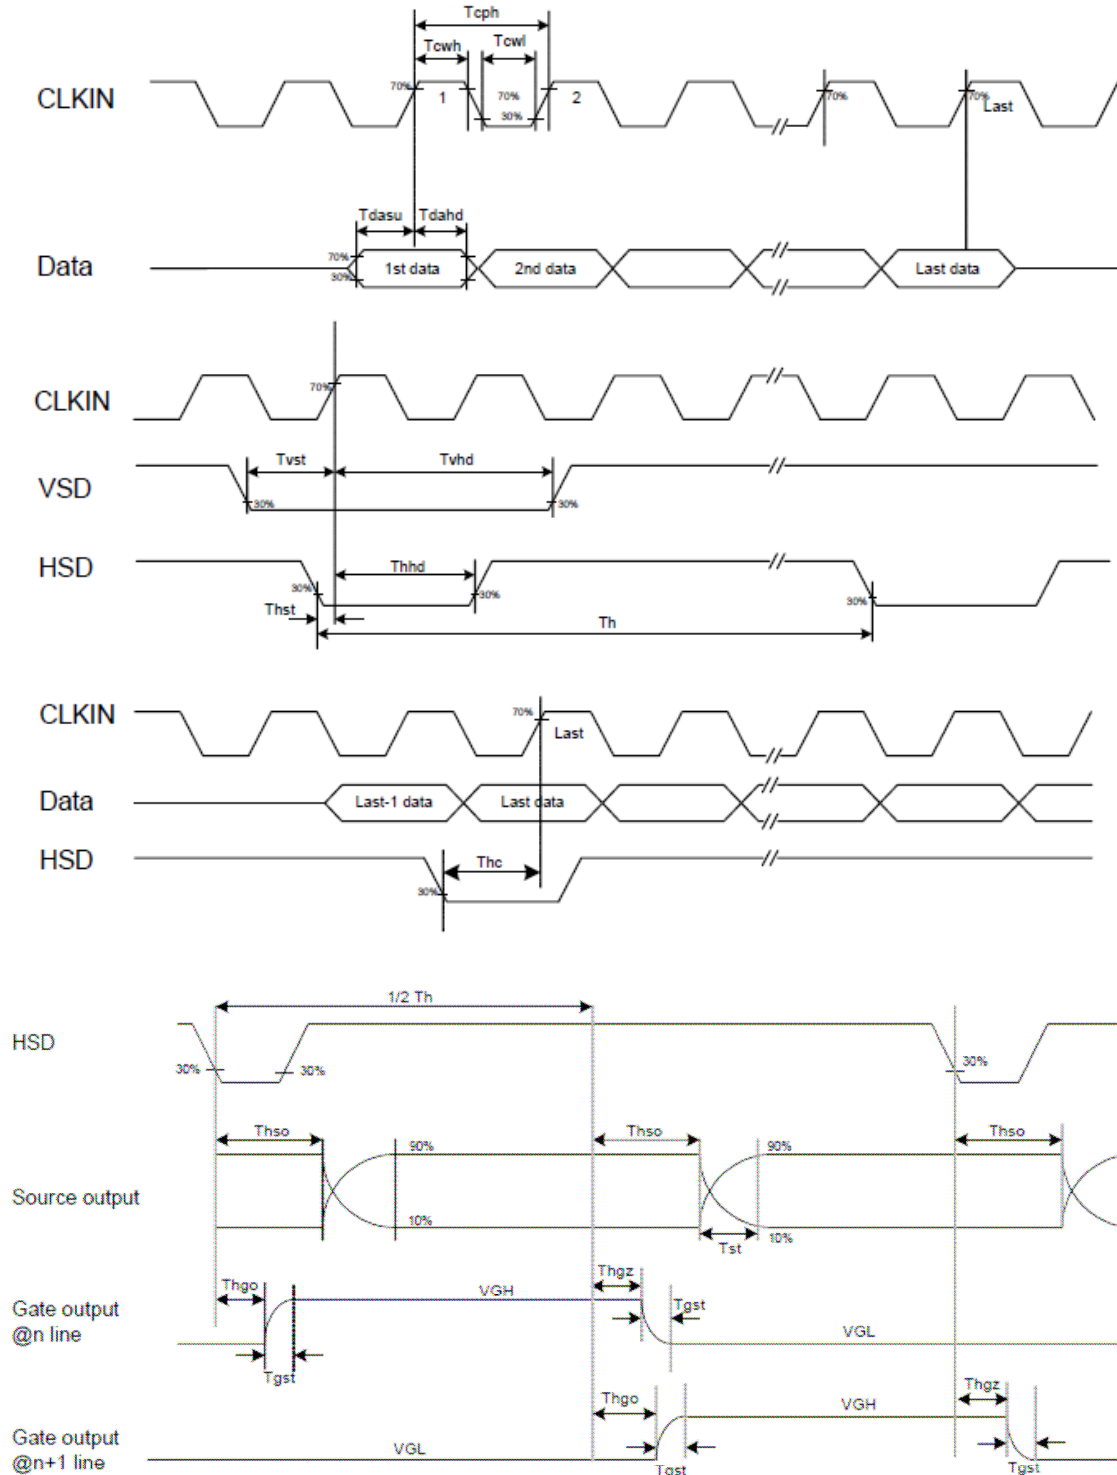 Tcph
Tcwh Tcwl
CLKIN 70% 1 70% 30% 2 70% 70% Last
Tdasu Tdahd
Data 70% 30% 1st data 2nd data Last data
CLKIN 70%
Tvst Tvhd
VSD 30% 30%
HSD Thhd
30% 30% 30%
Thst Th
CLKIN 70% Last
Data Last-1 data Last data
HSD Thc
30%
1/2 Th
HSD
30% 30% 30%
Thso Thso Thso
90% 90%
Source output
10% Tst 10%
Thgo VGH Thgz Tgst
Gate output
@n line VGL
Tgst
Thgo VGH Thgz
Gate output
@n+1 line VGL
Tgst Tgst